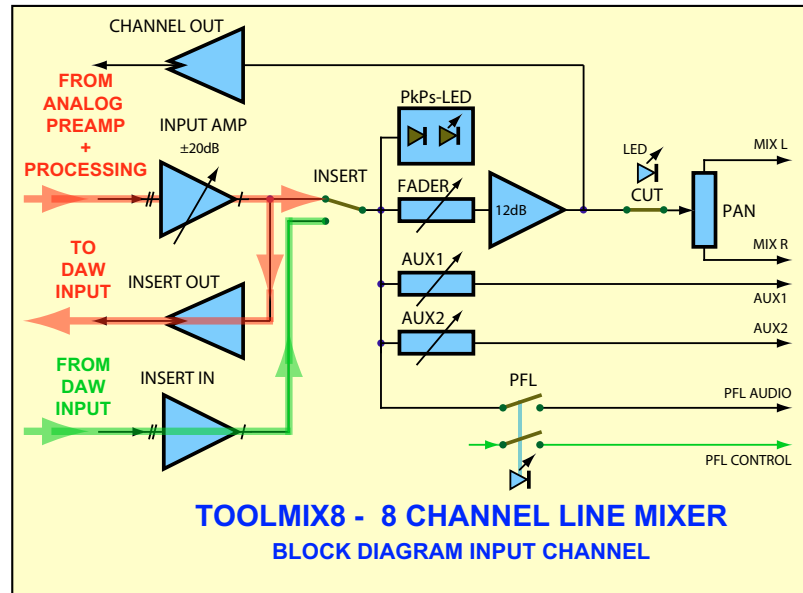 CHANNEL OUT
FROM
ANALOG
PREAMP
+
PROCESSING
INPUT AMP
±20dB
INSERT
PkPs-LED
FADER
12dB
LED
CUT
MIX L
PAN
MIX R
TO
DAW
INPUT
INSERT OUT
AUX1
AUX1
AUX2
AUX2
FROM
DAW
INPUT
INSERT IN
PFL
PFL AUDIO
PFL CONTROL
TOOLMIX8 - 8 CHANNEL LINE MIXER
BLOCK DIAGRAM INPUT CHANNEL